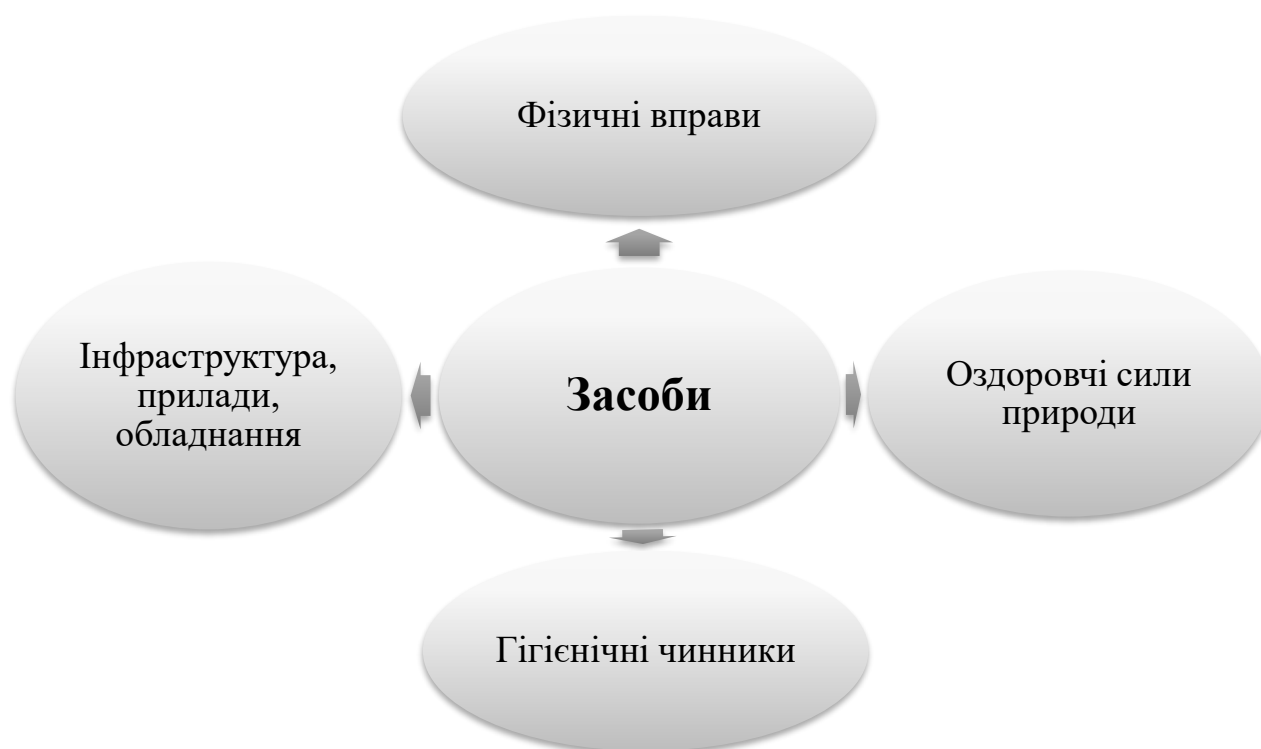 Фізичні вправи
Інфраструктура,
прилади,
обладнання
Засоби
Оздоровчі сили
природи
Гігієнічні чинники